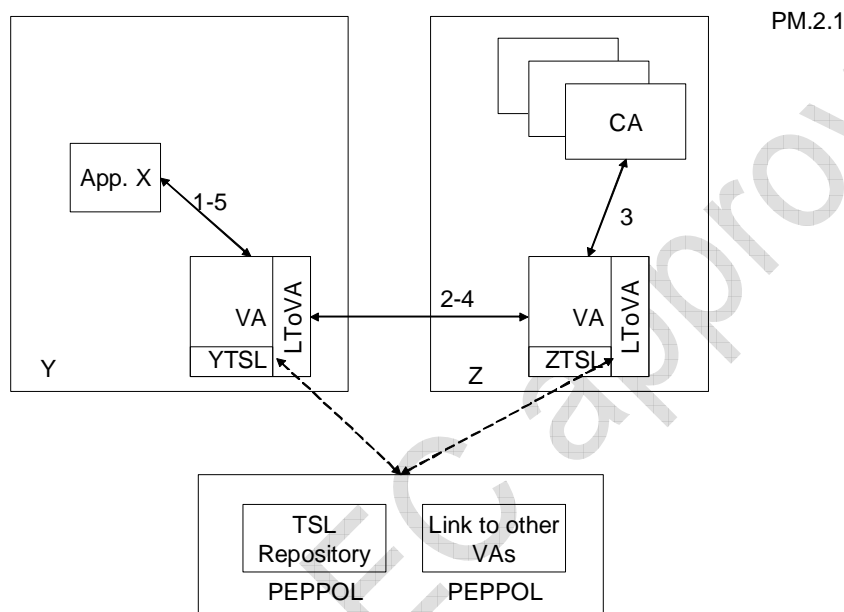 PM.2.1
CA
App. X
1-5
3
VA
LToVA
2-4
VA
LToVA
YTSL
ZTSL
Y
Z
TSL
Repository
Link to other
VAs
PEPPOL
PEPPOL
EC approv